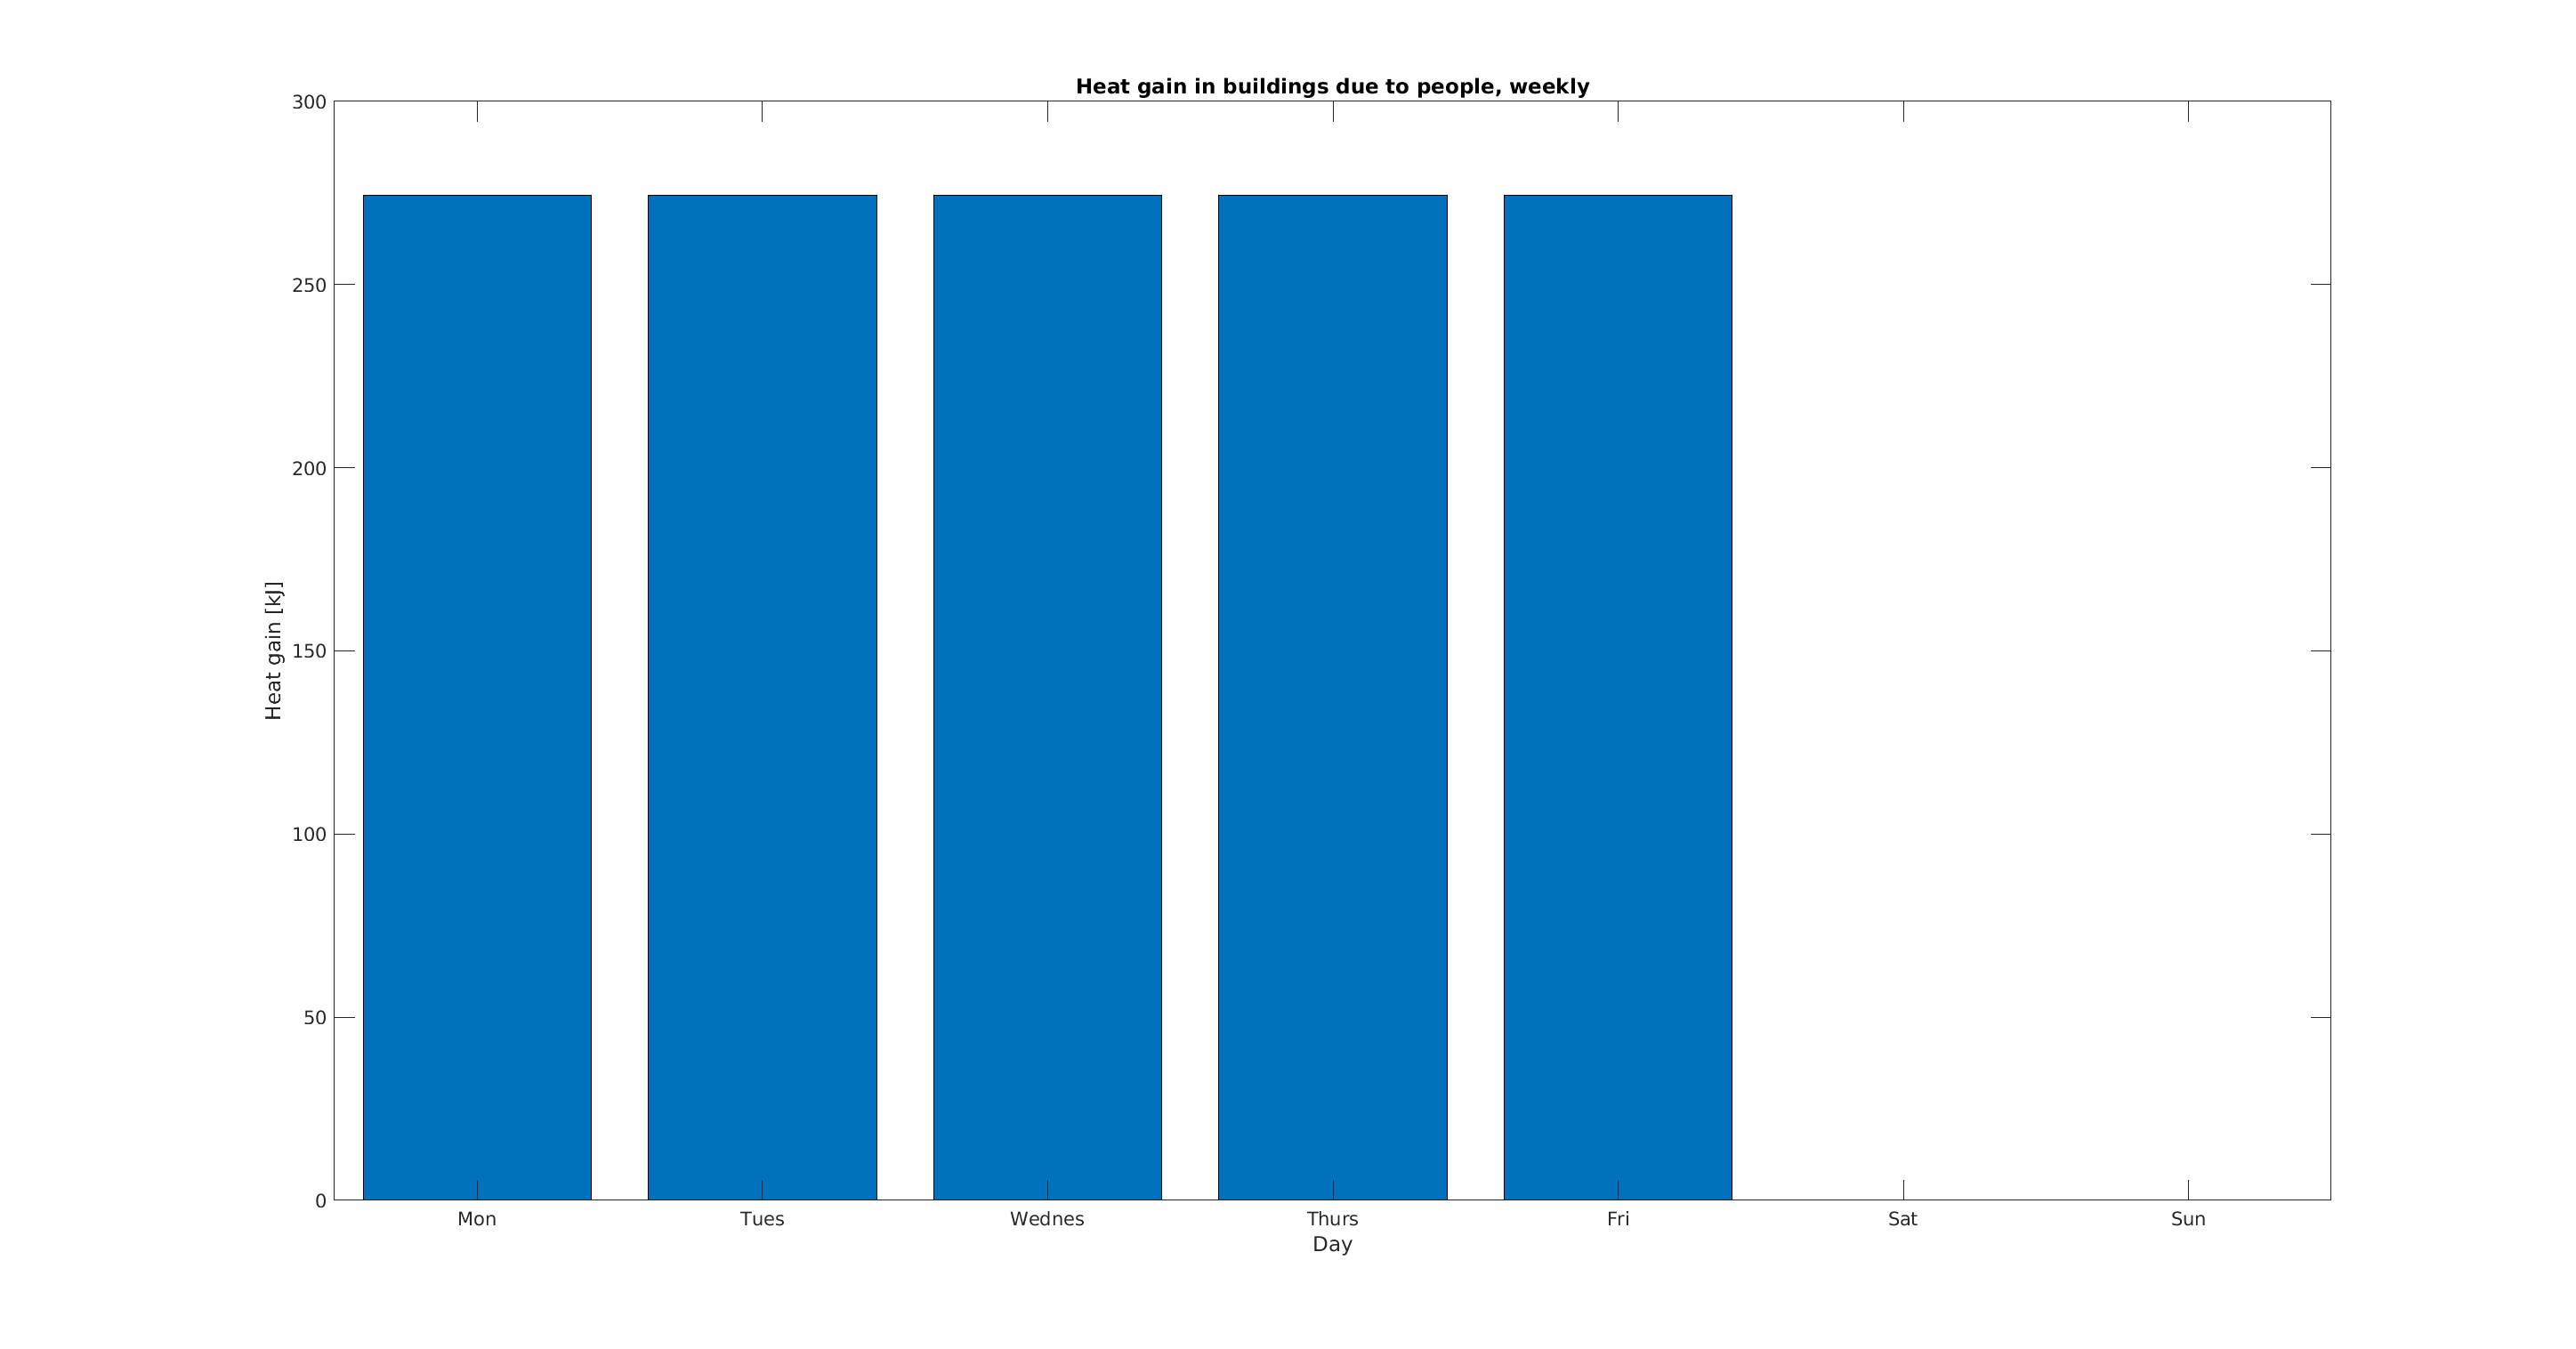 Heat gain in buildings due to people, weekly
300
250
200
150
100
50
0
Heat gain [kJ]
Mon Tues Wednes Thurs Fri Sat Sun
Day